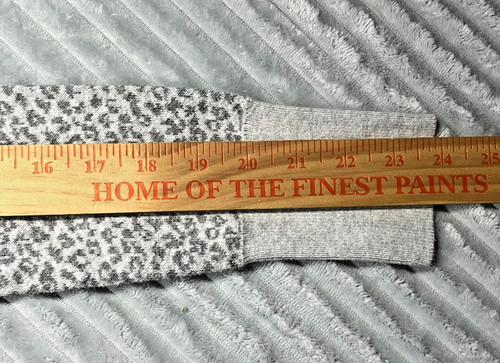 16 17 18 19 20 21 22 23 24 25
HOME OF THE FINEST PAINTS